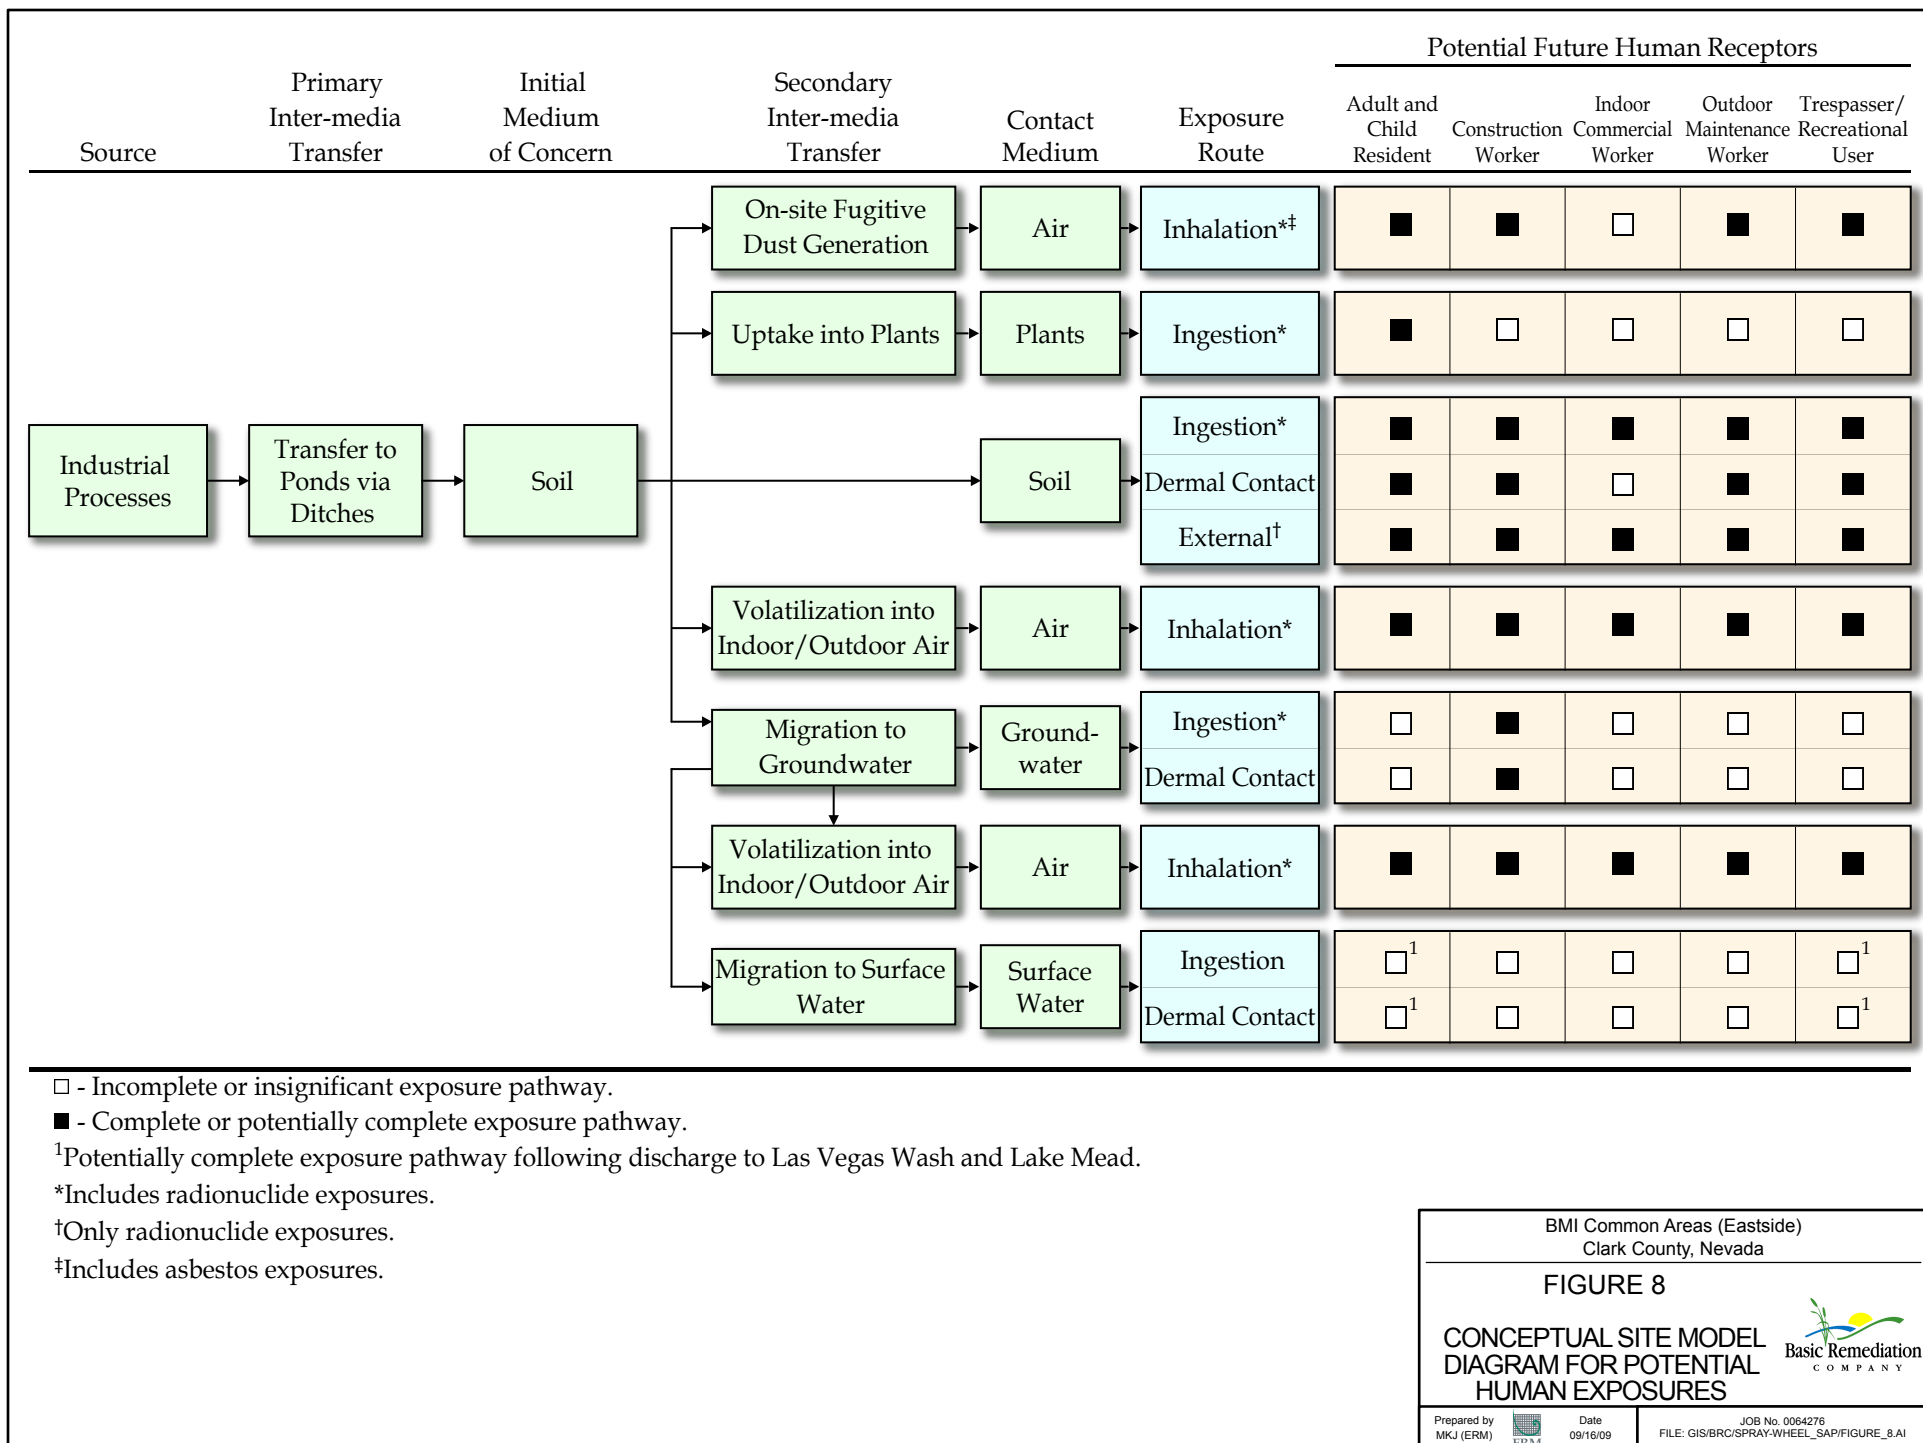 Potential Future Human Receptors
Source
Primary
Inter-media
Transfer
Initial
Medium
of Concern
Secondary
Inter-media
Transfer
Contact
Medium
Exposure
Route
Adult and
Child
Resident
Construction
Worker
Indoor
Commercial
Worker
Outdoor
Maintenance
Worker
Trespasser/
Recreational
User
On-site Fugitive
Dust Generation
Air
Inhalation*‡
Uptake into Plants
Plants
Ingestion*
Industrial
Processes
Transfer to
Ponds via
Ditches
Soil
Soil
Ingestion*
Dermal Contact
External†
Volatilization into
Indoor/Outdoor Air
Air
Inhalation*
Migration to
Groundwater
Ground-
water
Ingestion*
Dermal Contact
Volatilization into
Indoor/Outdoor Air
Air
Inhalation*
Migration to Surface
Water
Surface
Water
Ingestion
Dermal Contact
□1 □ □ □ □1
□1 □ □ □ □1
□ - Incomplete or insignificant exposure pathway.
■ - Complete or potentially complete exposure pathway.
1Potentially complete exposure pathway following discharge to Las Vegas Wash and Lake Mead.
*Includes radionuclide exposures.
†Only radionuclide exposures.
‡Includes asbestos exposures.
BMI Common Areas (Eastside)
Clark County, Nevada
FIGURE 8
CONCEPTUAL SITE MODEL
DIAGRAM FOR POTENTIAL
HUMAN EXPOSURES
Basic Remediation
COMPANY
Prepared by
MKJ (ERM)
ERM
Date
09/16/09
JOB No. 0064276
FILE: GIS/BRC/SPRAY-WHEEL_SAP/FIGURE_8.AI